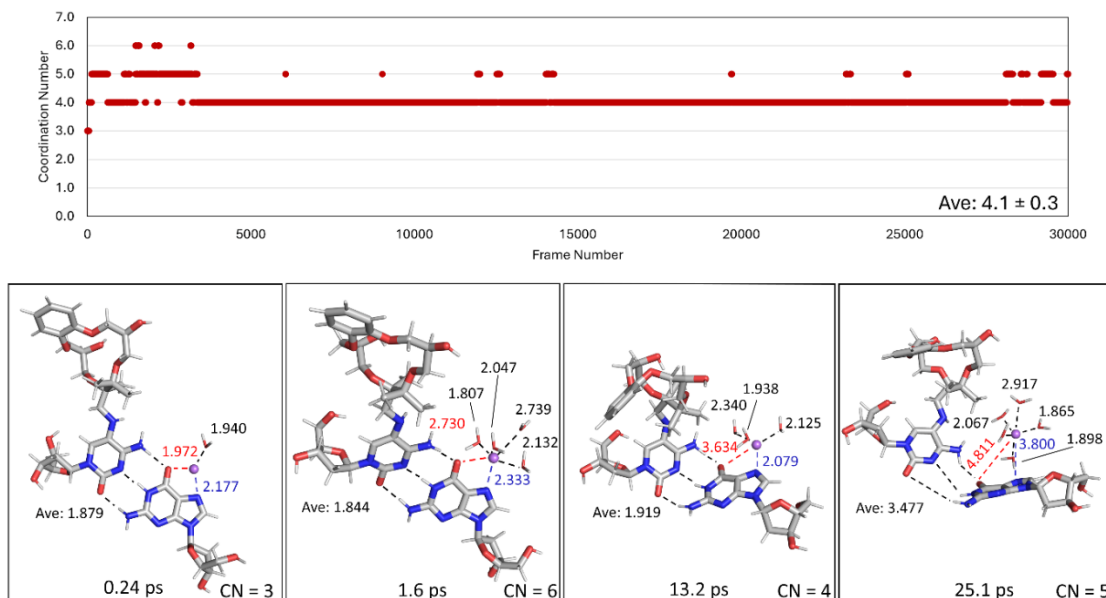 Coordination Number
7.0
6.0
5.0
4.0
3.0
2.0
1.0
0.0
Ave: 4.1 ± 0.3
0 5000 10000 15000 20000 25000 30000
Frame Number
1.972
1.940
2.177
Ave: 1.879
0.24 ps
CN = 3
2.047
1.807
2.739
2.730
2.132
2.333
Ave: 1.844
1.6 ps
CN = 6
1.938
2.340
2.125
3.634
2.079
Ave: 1.919
13.2 ps
CN = 4
2.917
2.067
1.865
4.811
3.800
1.898
Ave: 3.477
25.1 ps
CN = 5